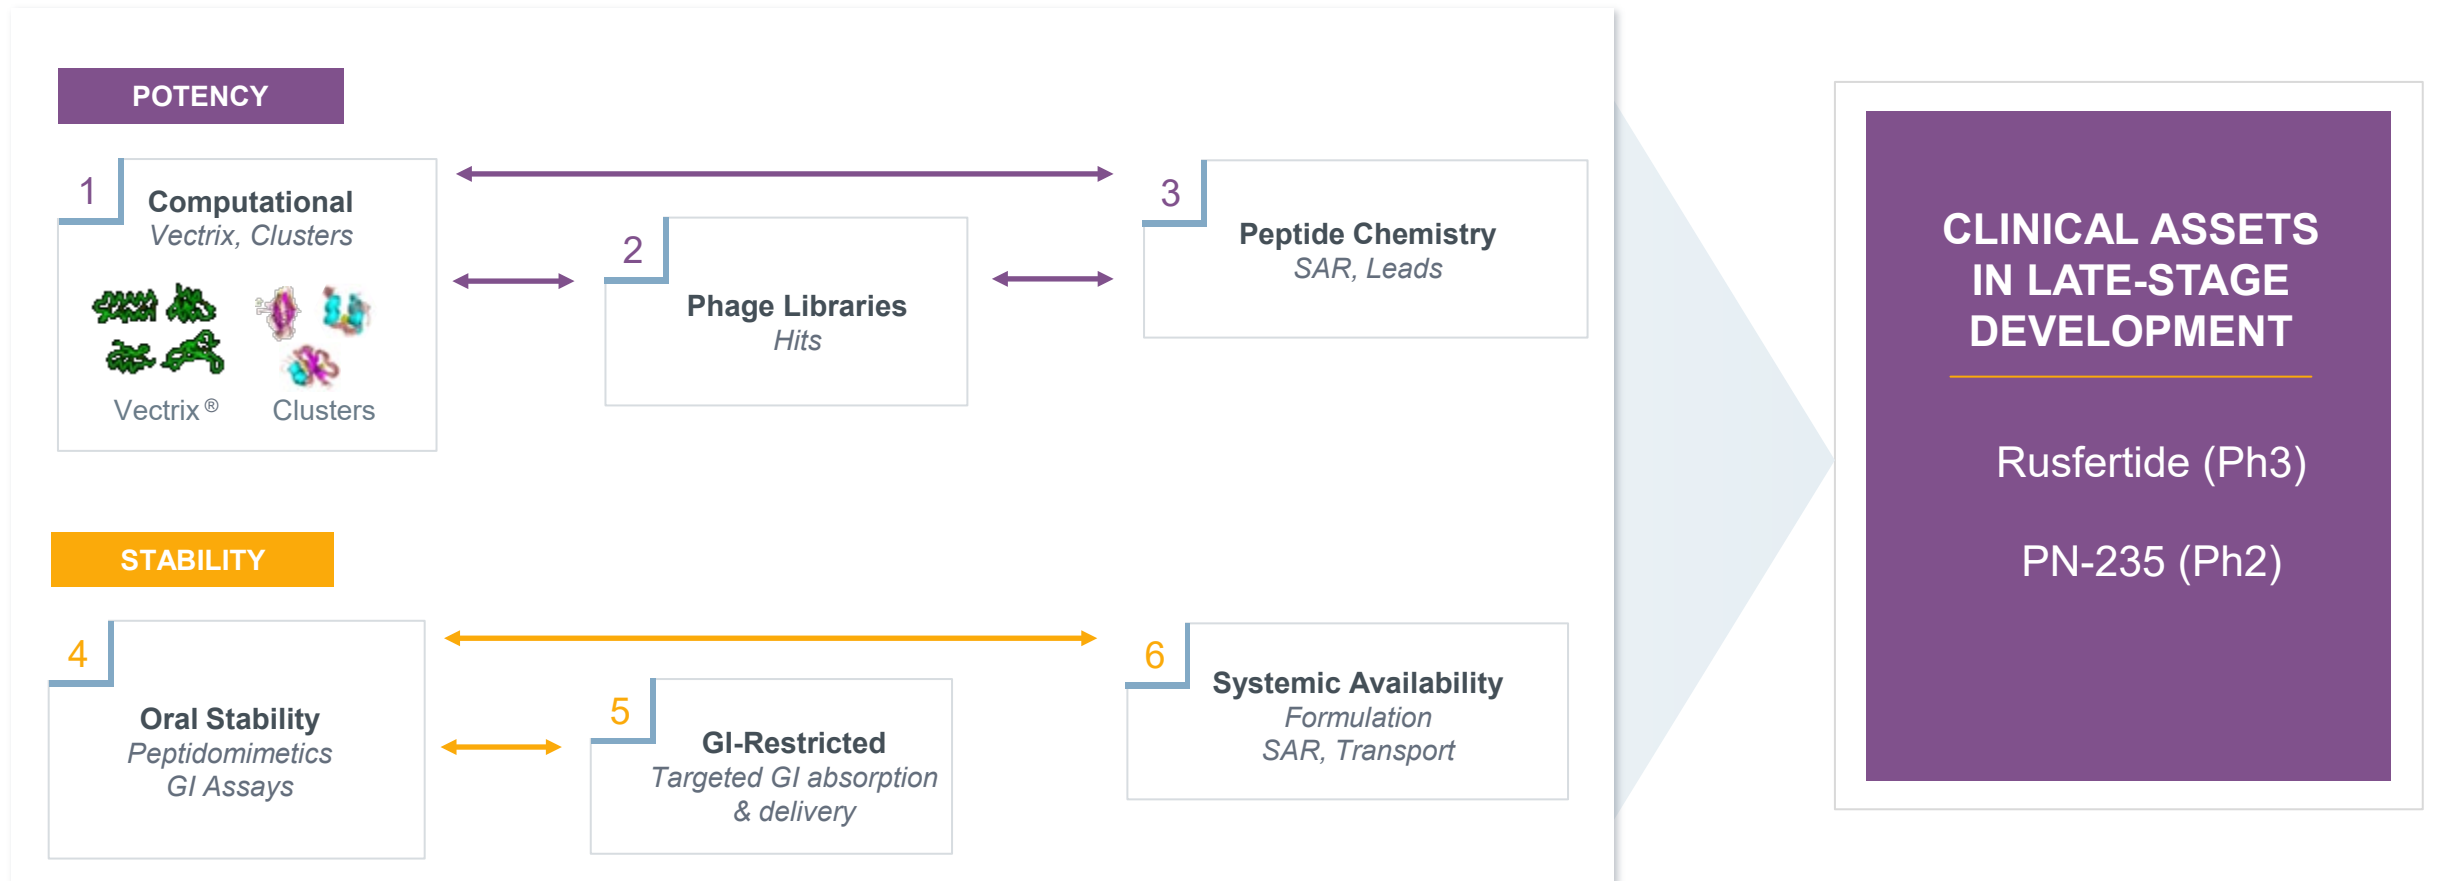 POTENCY
1
Computational
Vectrix, Clusters
Vectrix ®
Clusters
2
Phage Libraries
Hits
3
Peptide Chemistry
SAR, Leads
STABILITY
4
Oral Stability
Peptidomimetics
GI Assays
5
GI-Restricted
Targeted GI absorption
& delivery
6
Systemic Availability
Formulation
SAR, Transport
CLINICAL ASSETS
IN LATE-STAGE
DEVELOPMENT
Rusfertide (Ph3)
PN-235 (Ph2)